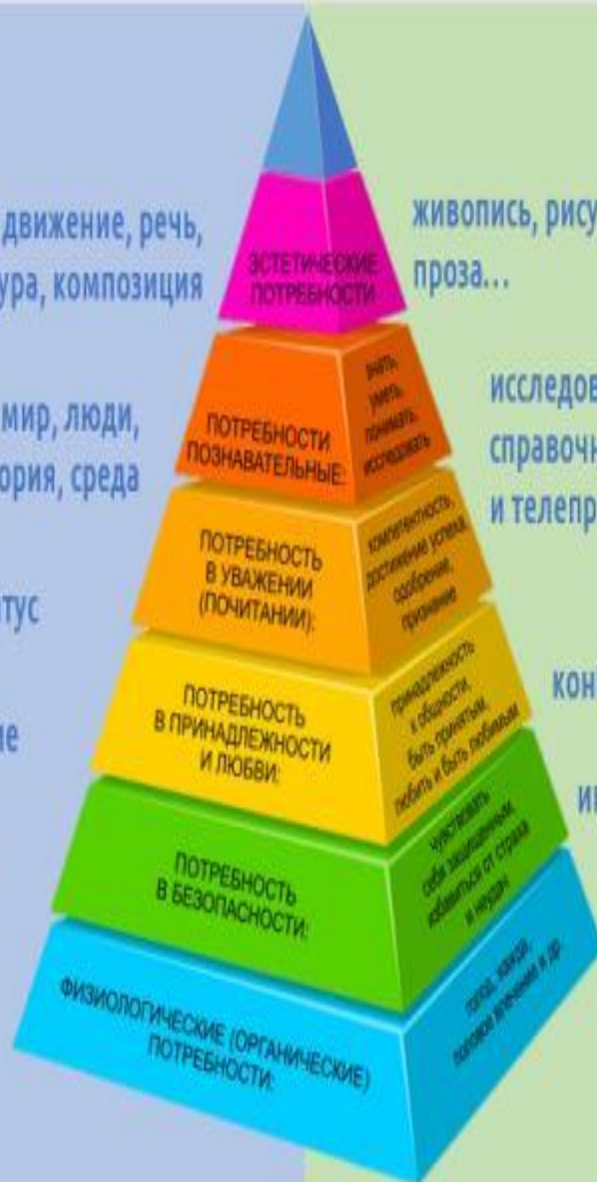 движение, речь,
ура, композиция
живопись, рису
проза...
ЭСТЕТИЧЕСКИЕ
ПОТРЕБНОСТИ
мир, люди,
ория, среда
исследов
справочн
и телепр
ПОТРЕБНОСТИ
ПОЗНАВАТЕЛЬНЫЕ:
знать,
уметь,
понимать,
исследовать
ПОТРЕБНОСТЬ
В УВАЖЕНИИ
(ПОЧИТАНИИ):
компетентность,
достижение успеха,
одобрение,
признание
тус
ПОТРЕБНОСТЬ
В ПРИНАДЛЕЖНОСТИ
И ЛЮБВИ:
принадлежность
к общности,
быть принятым,
любить и быть любимым
кон
ие
ПОТРЕБНОСТЬ
В БЕЗОПАСНОСТИ:
чувствовать
себя защищенным,
избавиться от страха
и неудач
ФИЗИОЛОГИЧЕСКИЕ (ОРГАНИЧЕСКИЕ)
ПОТРЕБНОСТИ:
голод, жажда,
половое влечение и др.